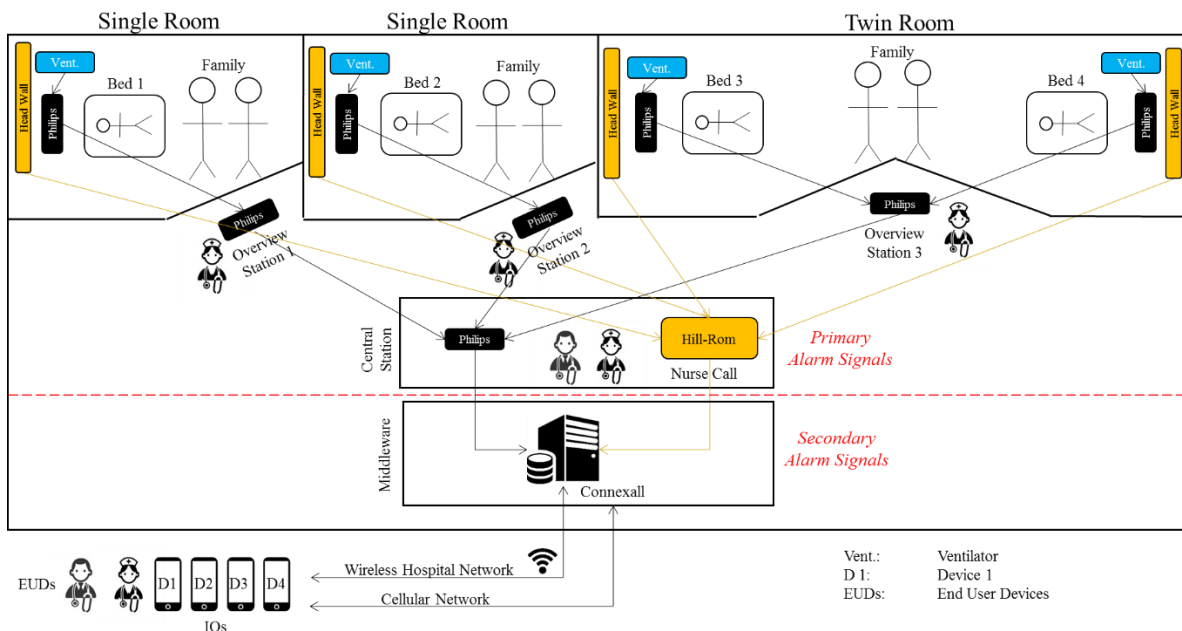 Single Room
Single Room
Twin Room
Head Wall
Vent.
Philips
Bed 1
Family
Head Wall
Vent.
Philips
Bed 2
Family
Head Wall
Vent.
Philips
Bed 3
Family
Bed 4
Vent.
Philips
Head Wall
Philips
Overview
Station 1
Philips
Overview
Station 2
Philips
Overview
Station 3
Central
Station
Philips
Hill-Rom
Nurse Call
Primary
Alarm Signals
Middleware
Connexall
Secondary
Alarm Signals
EUDs
D1
D2
D3
D4
IOs
Wireless Hospital Network
Cellular Network
Vent.: Ventilator
D 1: Device 1
EUDs: End User Devices